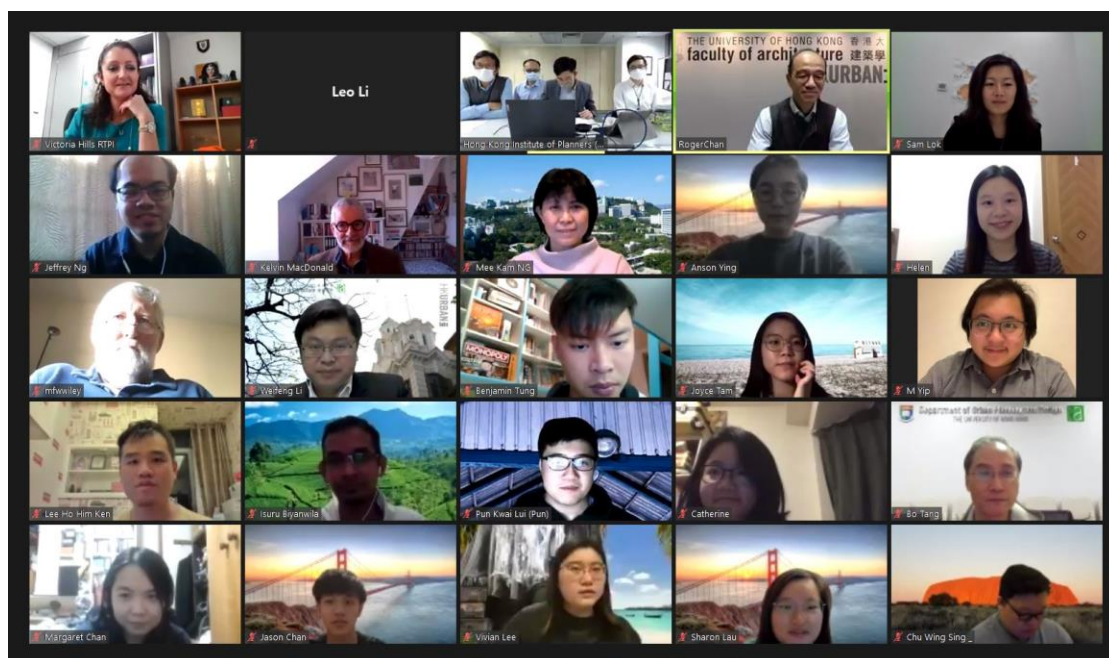 Victoria Hills RTPI
Leo Li
Hong Kong Institute of Planners (...
THE UNIVERSITY OF HONG KONG 香港大
faculty of architecture 建築學
URBAN:
RogerChan
Sam Lok
Jeffrey Ng
Kelvin MacDonald
Mee Kam NG
Anson Ying
Helen
mfwwiley
URBAN
Weifeng Li
MONOPOLY
Benjamin Tung
Joyce Tam
M Yip
Lee Ho Him Ken
Isuru Biyanwila
Pun Kwai Lui (Pun)
Catherine
Department of Urban Planning and Design
THE UNIVERSITY OF HONG KONG
Bo Tang
Margaret Chan
Jason Chan
Vivian Lee
Sharon Lau
Chu Wing Sing _